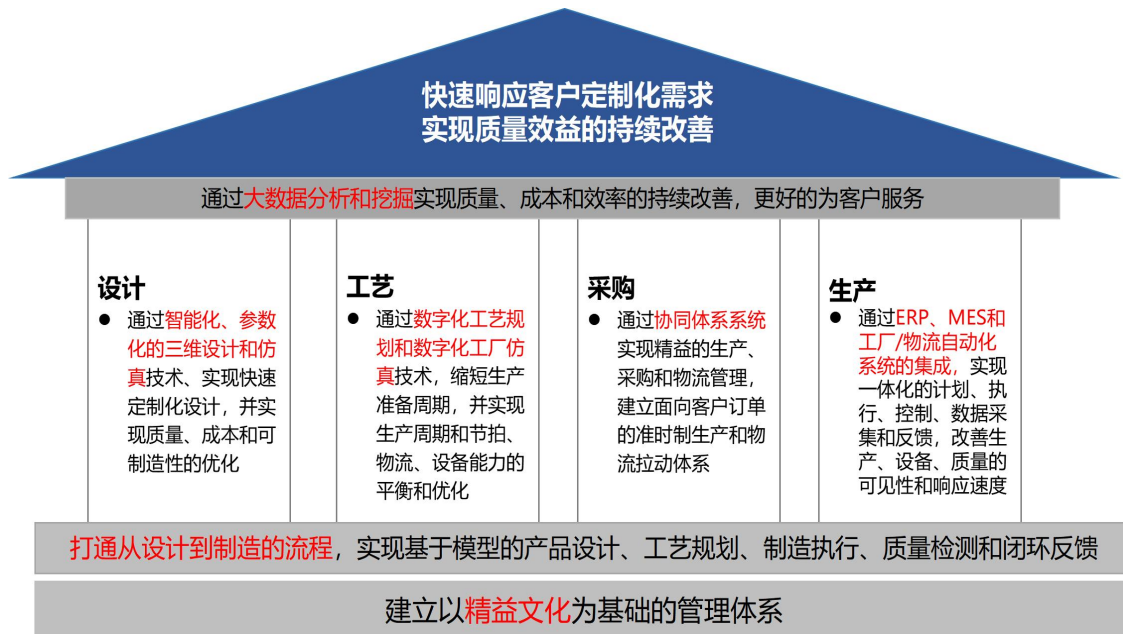 快速响应客户定制化需求
实现质量效益的持续改善
通过大数据分析和挖掘实现质量、成本和效率的持续改善，更好的为客户服务
设计
● 通过智能化、参数
化的三维设计和仿
真技术、实现快速
定制化设计，并实
现质量、成本和可
制造性的优化
工艺
● 通过数字化工艺规
划和数字化工厂仿
真技术，缩短生产
准备周期，并实现
生产周期和节拍、
物流、设备能力的
平衡和优化
采购
● 通过协同体系系统
实现精益的生产、
采购和物流管理，
建立面向客户订单
的准时制生产和物
流拉动体系
生产
● 通过ERP、MES和
工厂/物流自动化
系统的集成，实现
一体化的计划、执
行、控制、数据采
集和反馈，改善生
产、设备、质量的
可见性和响应速度
打通从设计到制造的流程，实现基于模型的产品设计、工艺规划、制造执行、质量检测和闭环反馈
建立以精益文化为基础的管理体系